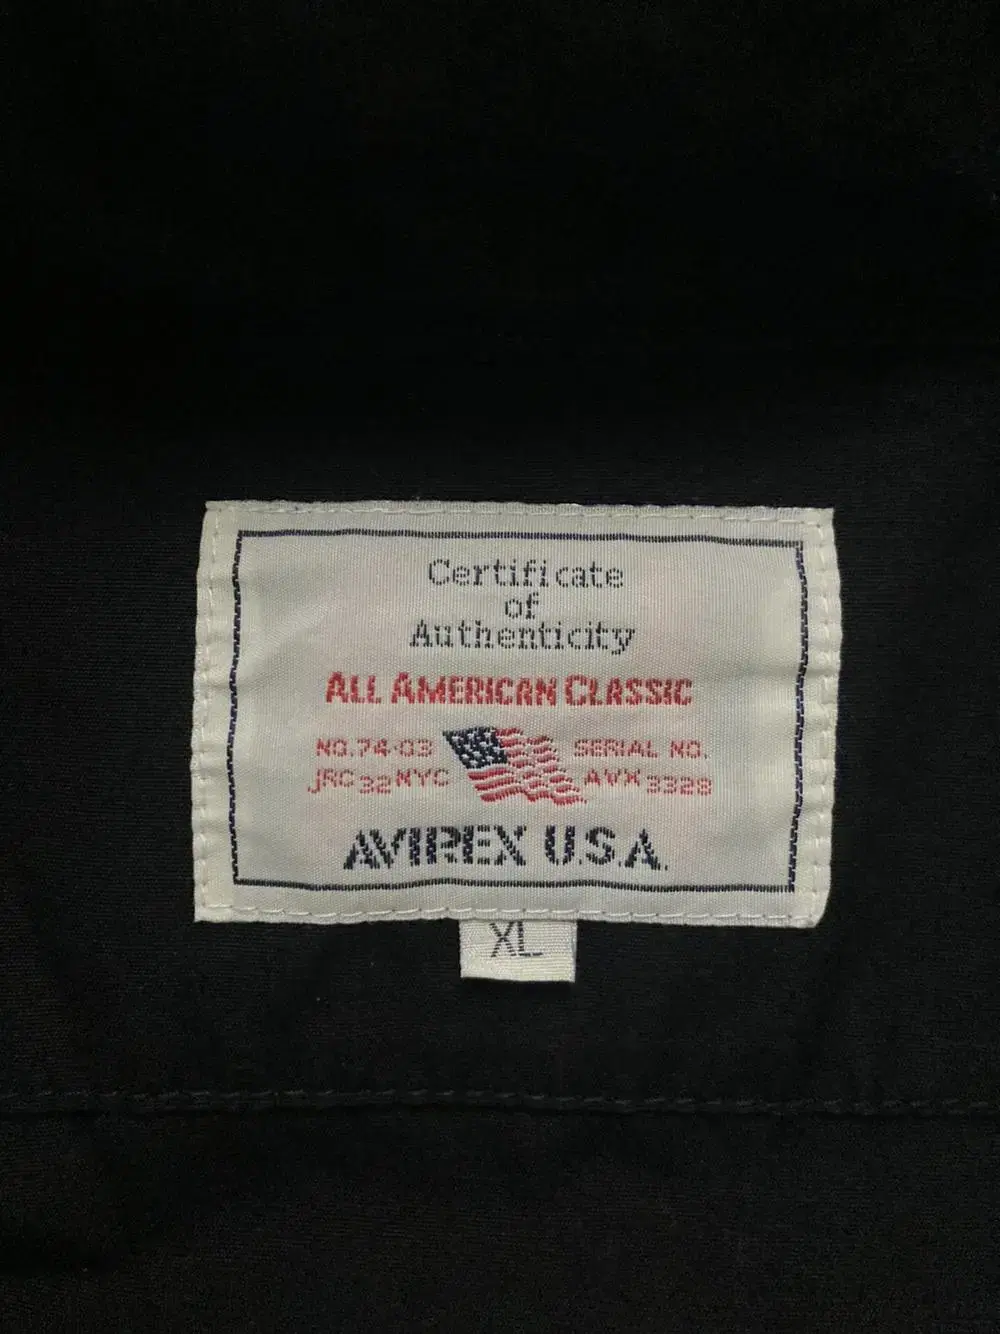 Certificate
of
Authenticity
ALL AMERICAN CLASSIC
NO.74-03 SERIAL NO.
JRC 32 NYC AVX 3328
AVIREX U.S.A.
XL